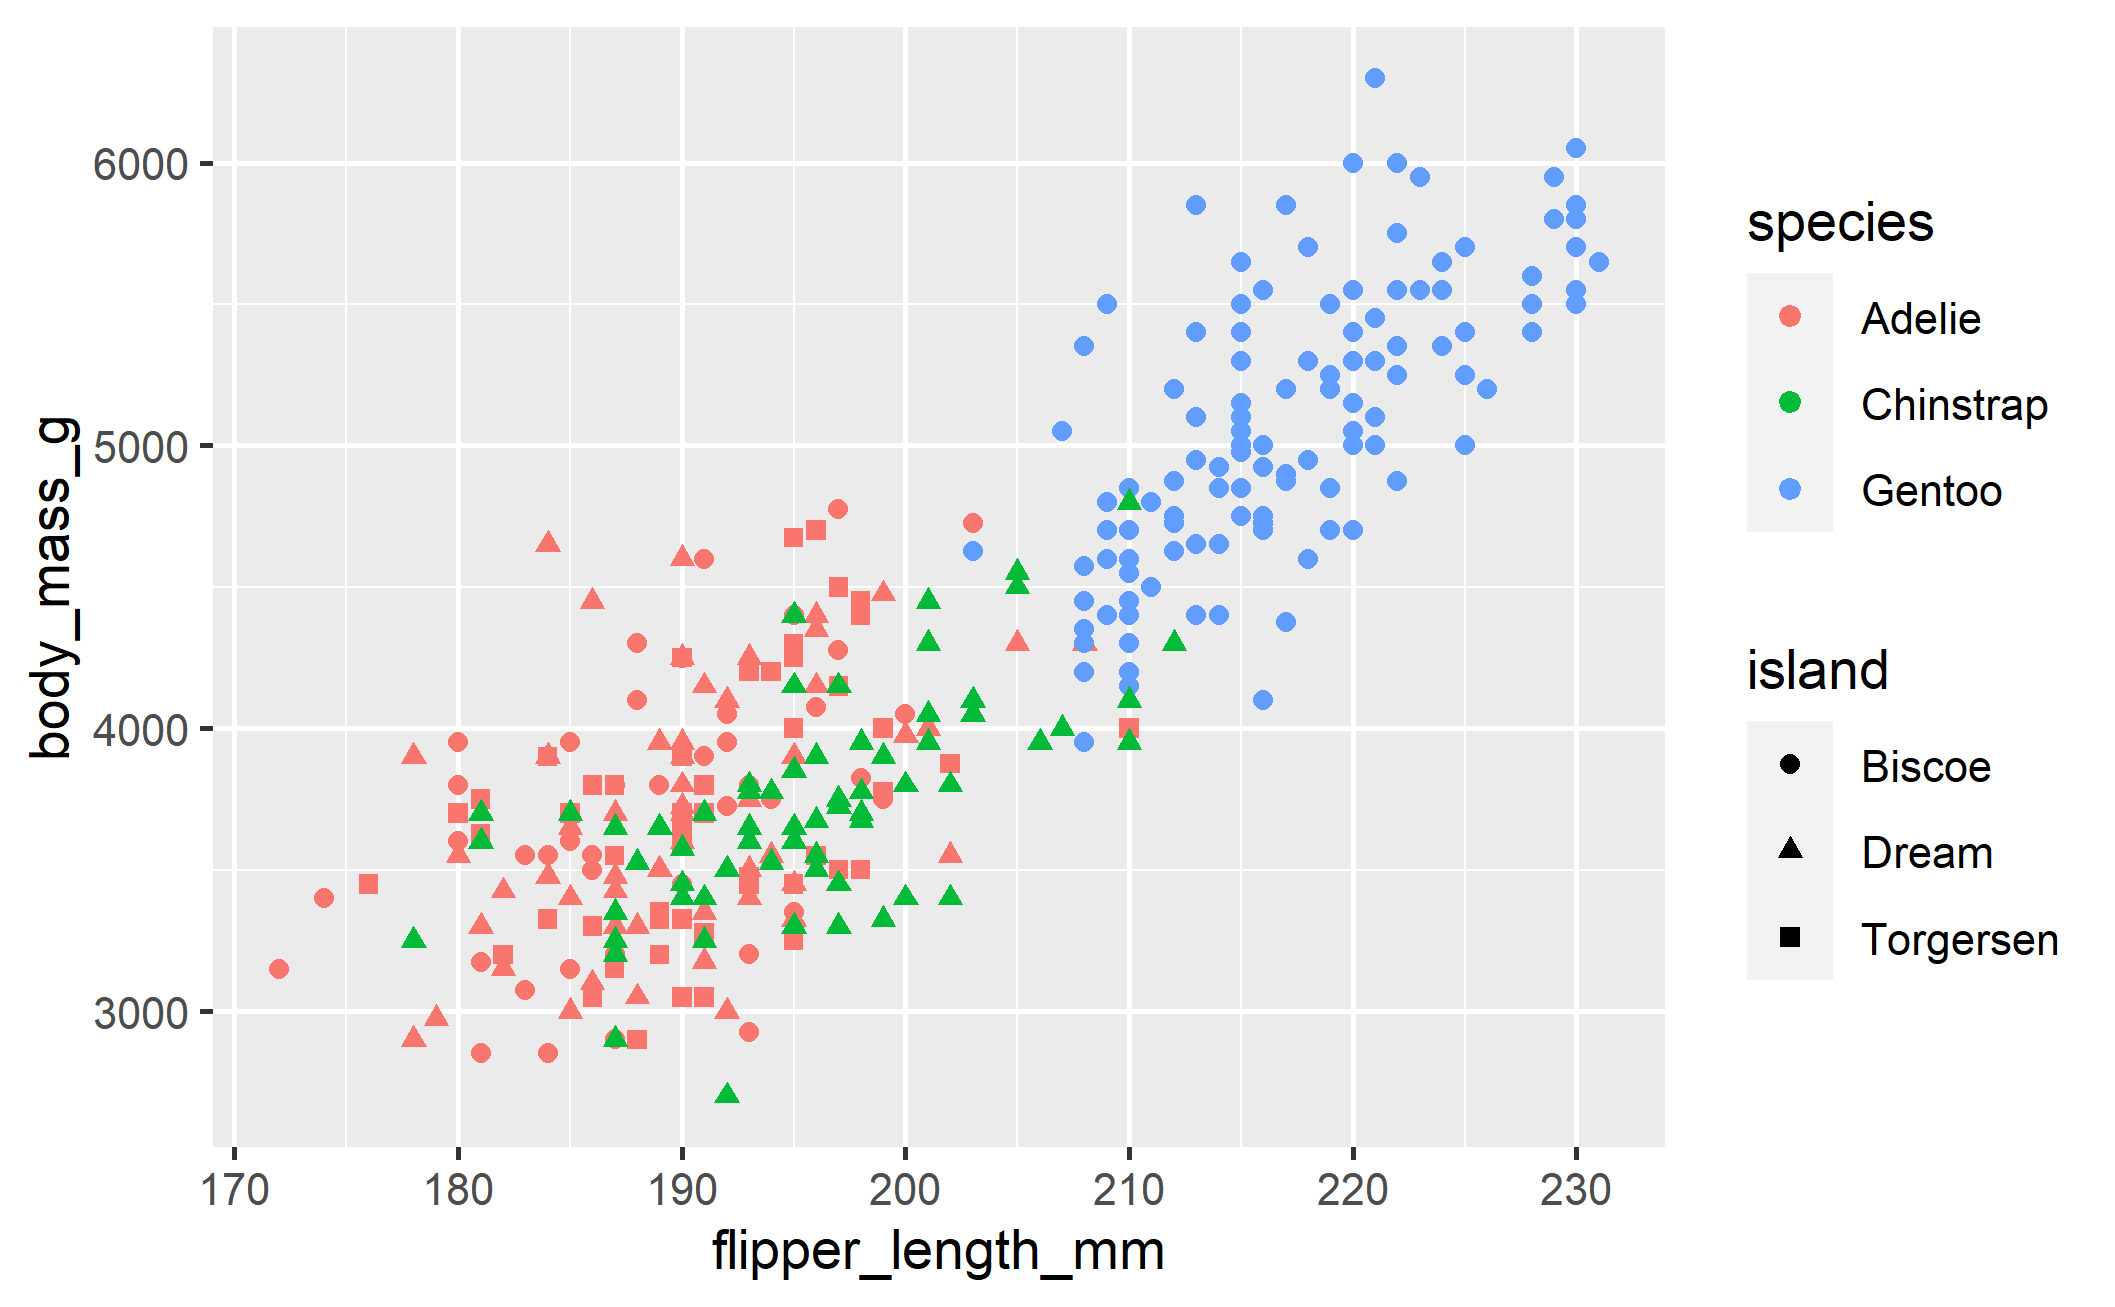 6000
5000
4000
3000
body_mass_g
170 180 190 200 210 220 230
flipper_length_mm
species
Adelie
Chinstrap
Gentoo
island
Biscoe
Dream
Torgersen